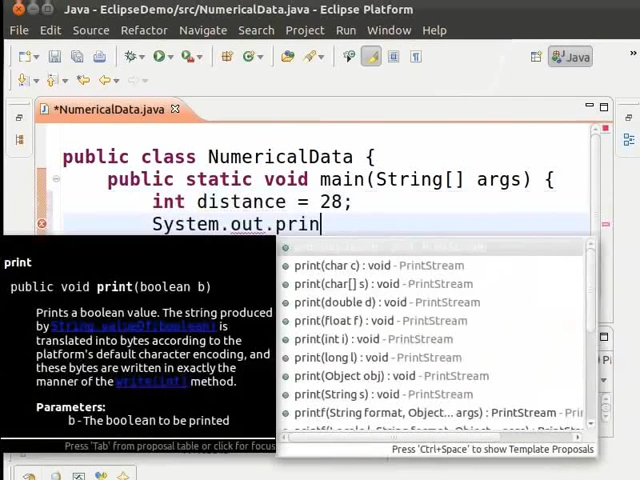 Java - EclipseDemo/src/NumericalData.java - Eclipse Platform
File Edit Source Refactor Navigate Search Project Run Window Help
Java
*NumericalData.java
public class NumericalData {
public static void main(String[] args) {
int distance = 28;
System.out.prin
print
public void print(boolean b)
Prints a boolean value. The string produced
by String.valueOf(boolean) is
translated into bytes according to the
platform's default character encoding, and
these bytes are written in exactly the
manner of the write(int) method.
Parameters:
b - The boolean to be printed
Press 'Tab' from proposal table or click for focus
print(char c) : void - PrintStream
print(char[] s) : void - PrintStream
print(double d) : void - PrintStream
print(float f) : void - PrintStream
print(int i) : void - PrintStream
print(long l) : void - PrintStream
print(Object obj) : void - PrintStream
print(String s) : void - PrintStream
printf(String format, Object... args) : PrintStream - Prin
Press 'Ctrl+Space' to show Template Proposals